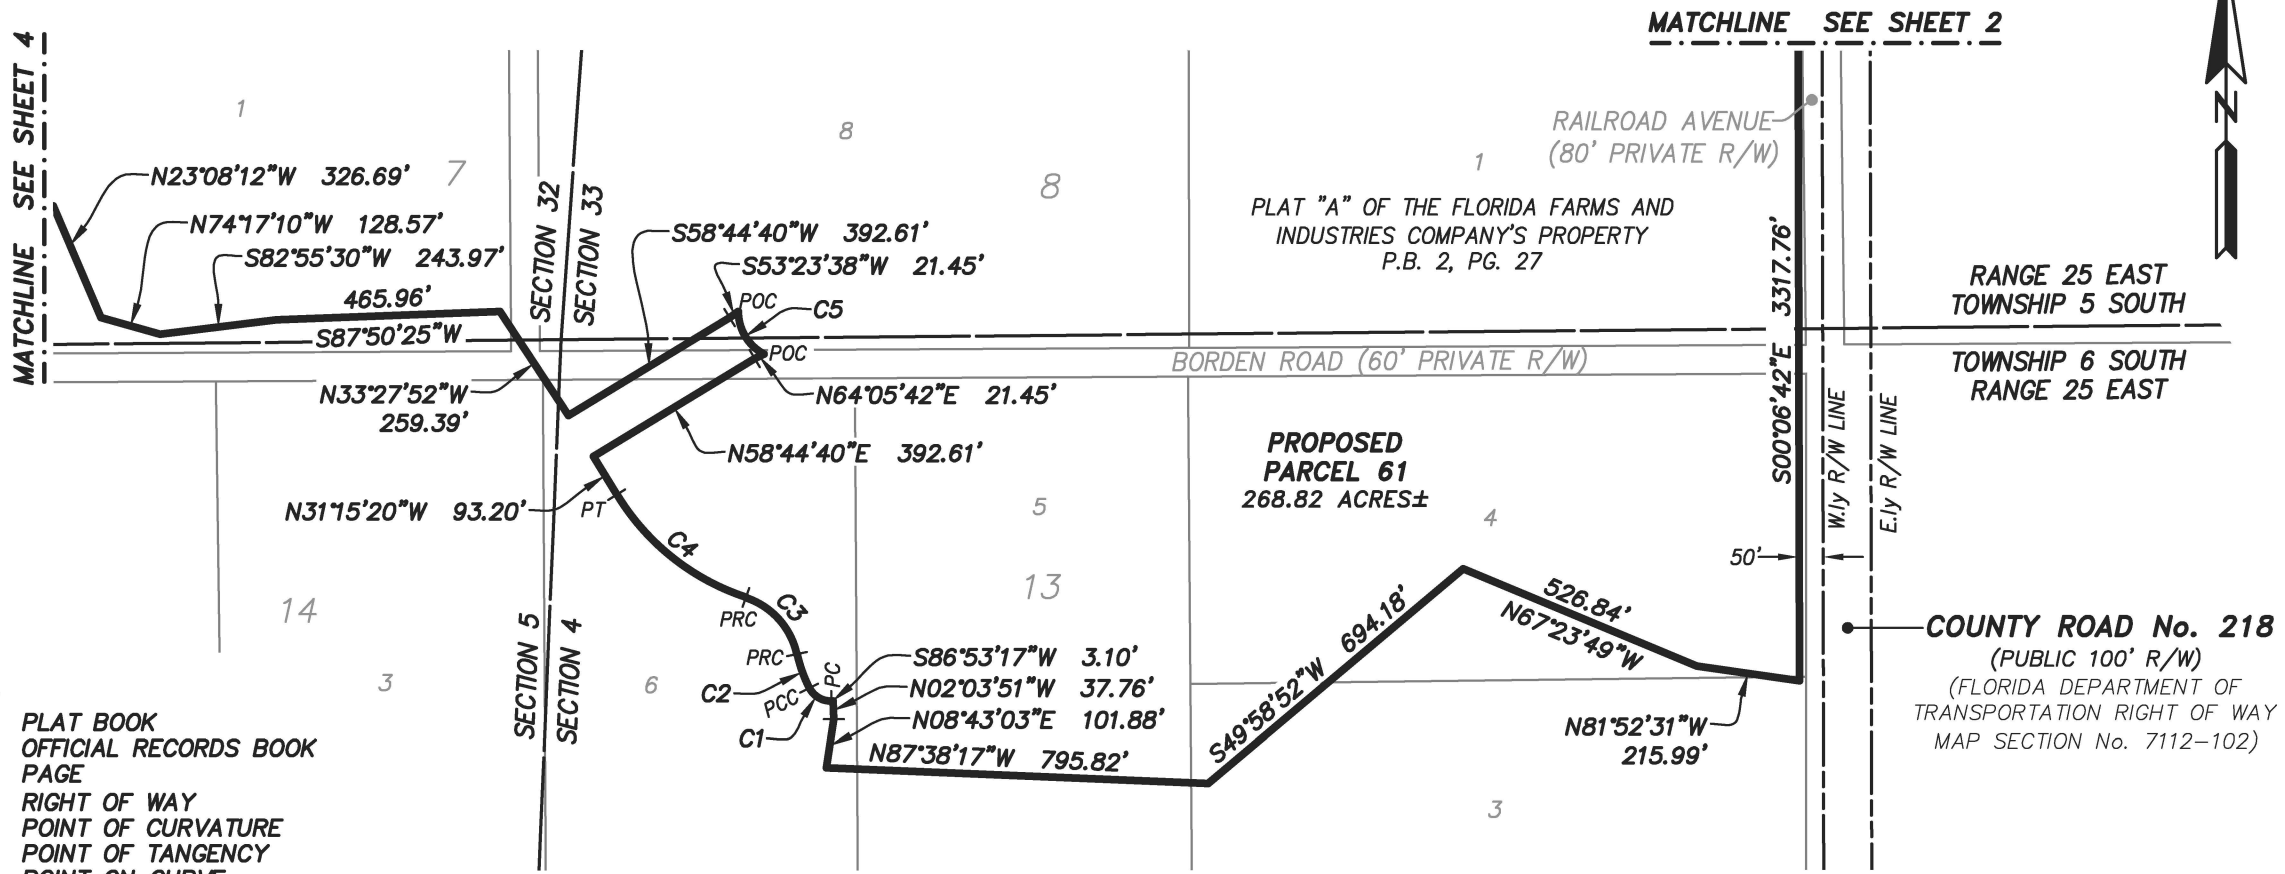 MATCHLINE SEE SHEET 2
MATCHLINE SEE SHEET 4
N
1
8
7
8
1
RAILROAD AVENUE
(80' PRIVATE R/W)
N23°08'12"W 326.69'
N74°17'10"W 128.57'
S82°55'30"W 243.97'
465.96'
S87°50'25"W
SECTION 32
SECTION 33
S58°44'40"W 392.61'
S53°23'38"W 21.45'
POC
C5
POC
PLAT "A" OF THE FLORIDA FARMS AND
INDUSTRIES COMPANY'S PROPERTY
P.B. 2, PG. 27
S00°06'42"E 3317.76'
RANGE 25 EAST
TOWNSHIP 5 SOUTH
TOWNSHIP 6 SOUTH
RANGE 25 EAST
BORDEN ROAD (60' PRIVATE R/W)
N33°27'52"W
259.39'
N64°05'42"E 21.45'
N58°44'40"E 392.61'
PROPOSED
PARCEL 61
268.82 ACRES±
W.ly R/W LINE
E.ly R/W LINE
N31°15'20"W 93.20'
PT
C4
5
4
50'
14
13
PRC
C3
526.84'
N67°23'49"W
S49°58'52"W 694.18'
COUNTY ROAD No. 218
(PUBLIC 100' R/W)
(FLORIDA DEPARTMENT OF
TRANSPORTATION RIGHT OF WAY
MAP SECTION No. 7112-102)
SECTION 5
SECTION 4
3
6
PRC
PC
C2
PCC
C1
S86°53'17"W 3.10'
N02°03'51"W 37.76'
N08°43'03"E 101.88'
N87°38'17"W 795.82'
N81°52'31"W
215.99'
3
PLAT BOOK
OFFICIAL RECORDS BOOK
PAGE
RIGHT OF WAY
POINT OF CURVATURE
POINT OF TANGENCY
POINT ON CURVE